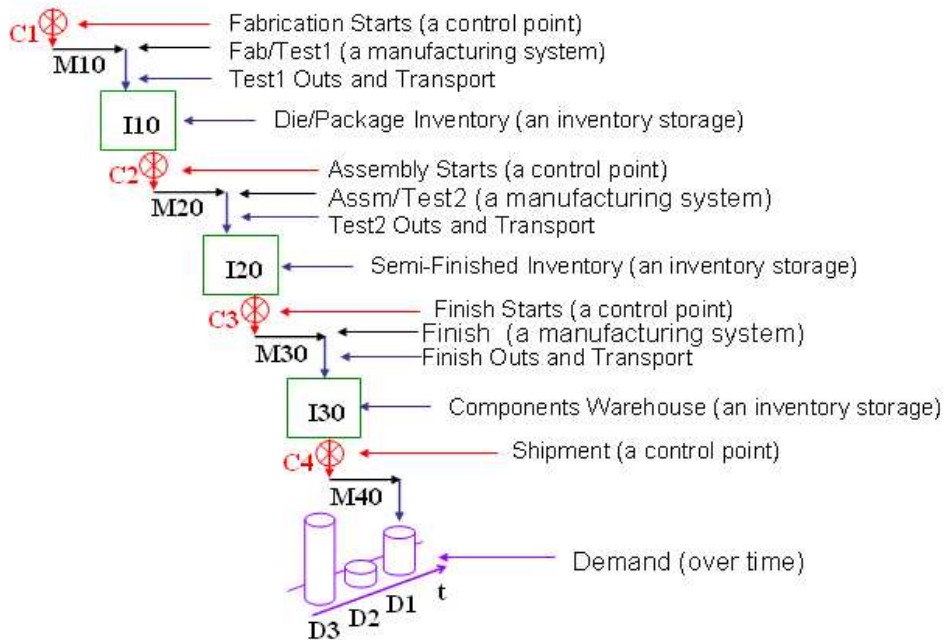 C1
Fabrication Starts (a control point)
M10
Fab/Test1 (a manufacturing system)
Test1 Outs and Transport
I10
Die/Package Inventory (an inventory storage)
C2
Assembly Starts (a control point)
M20
Assm/Test2 (a manufacturing system)
Test2 Outs and Transport
I20
Semi-Finished Inventory (an inventory storage)
C3
Finish Starts (a control point)
M30
Finish (a manufacturing system)
Finish Outs and Transport
I30
Components Warehouse (an inventory storage)
C4
Shipment (a control point)
M40
Demand (over time)
D3 D2 D1 t